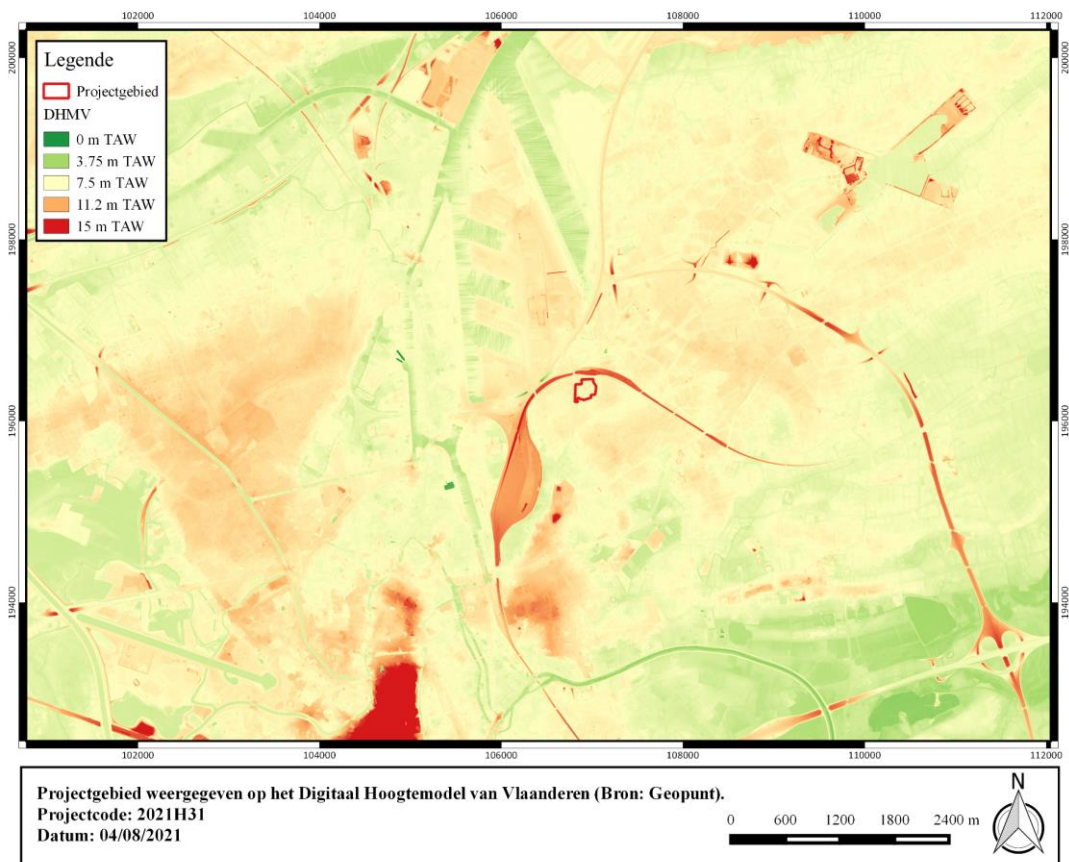 102000 104000 106000 108000 110000 112000
200000 200000
Legende
Projectgebied
DHMV
0 m TAW
3.75 m TAW
7.5 m TAW
11.2 m TAW
15 m TAW
198000 198000
196000 196000
194000 194000
102000 104000 106000 108000 110000 112000
Projectgebied weergegeven op het Digitaal Hoogtemodel van Vlaanderen (Bron: Geopunt).
Projectcode: 2021H31
Datum: 04/08/2021
0 600 1200 1800 2400 m
N